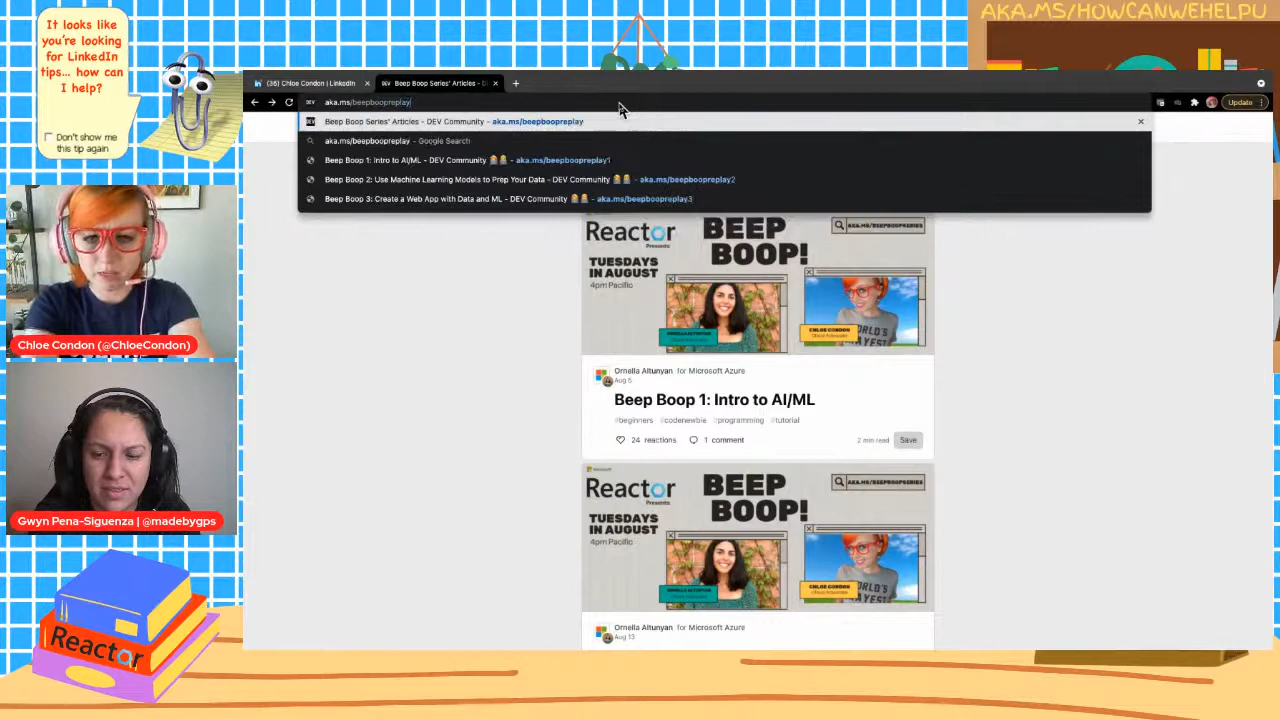 AKA.MS/HOWCANWEHELPU
It looks like
you're looking
for LinkedIn
tips... how can
I help?
Don't show me
this tip again
(36) Chloe Condon | LinkedIn
Beep Boop Series' Articles - D
aka.ms/beepboopreplay
Update
Beep Boop Series' Articles - DEV Community - aka.ms/beepboopreplay
aka.ms/beepboopreplay - Google Search
Beep Boop 1: Intro to AI/ML - DEV Community - aka.ms/beepboopreplay1
Beep Boop 2: Use Machine Learning Models to Prep Your Data - DEV Community - aka.ms/beepboopreplay2
Beep Boop 3: Create a Web App with Data and ML - DEV Community - aka.ms/beepboopreplay3
Reactor
Presents:
BEEP
BOOP!
AKA.MS/BEEPBOOPSERIES
TUESDAYS
IN AUGUST
4pm Pacific
CHLOE CONDON
Ornella Altunyan for Microsoft Azure
Aug 6
Beep Boop 1: Intro to AI/ML
#beginners #codenewbie #programming #tutorial
24 reactions 1 comment 2 min read Save
Reactor
Presents:
BEEP
BOOP!
AKA.MS/BEEPBOOPSERIES
TUESDAYS
IN AUGUST
4pm Pacific
CHLOE CONDON
Ornella Altunyan for Microsoft Azure
Aug 13
Chloe Condon (@ChloeCondon)
Gwyn Pena-Siguenza | @madebygps
Reactor